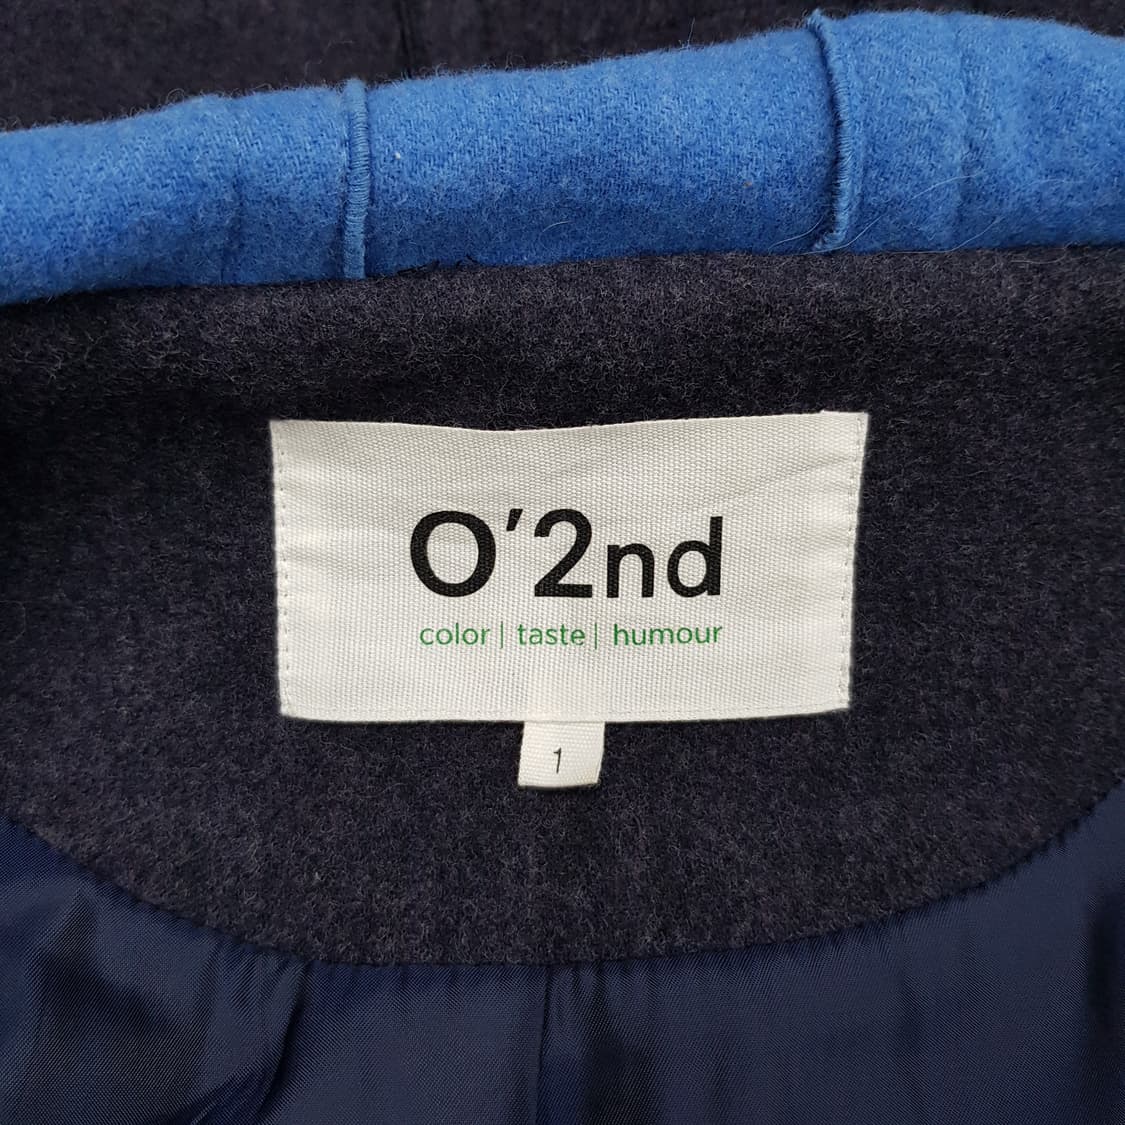 O'2nd
color | taste | humour
1